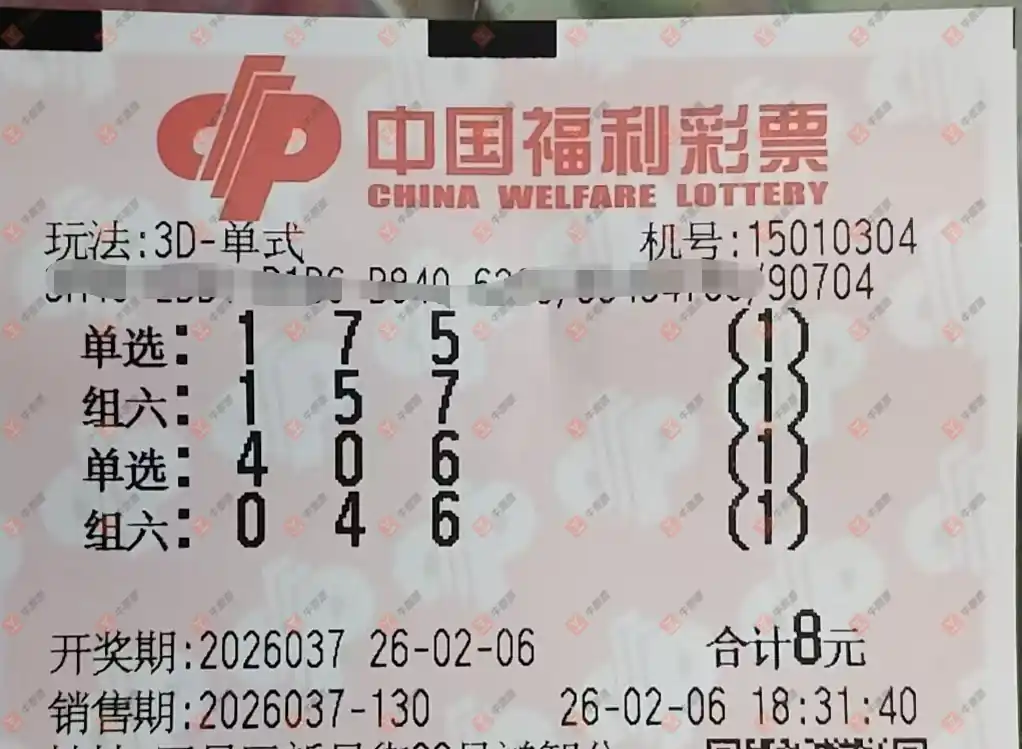 中国福利彩票
CHINA WELFARE LOTTERY
玩法:3D-单式 机号:15010304
/90704
单选: 1 7 5 (1)
组六: 1 5 7 (1)
单选: 4 0 6 (1)
组六: 0 4 6 (1)
开奖期:2026037 26-02-06 合计8元
销售期:2026037-130 26-02-06 18:31:40